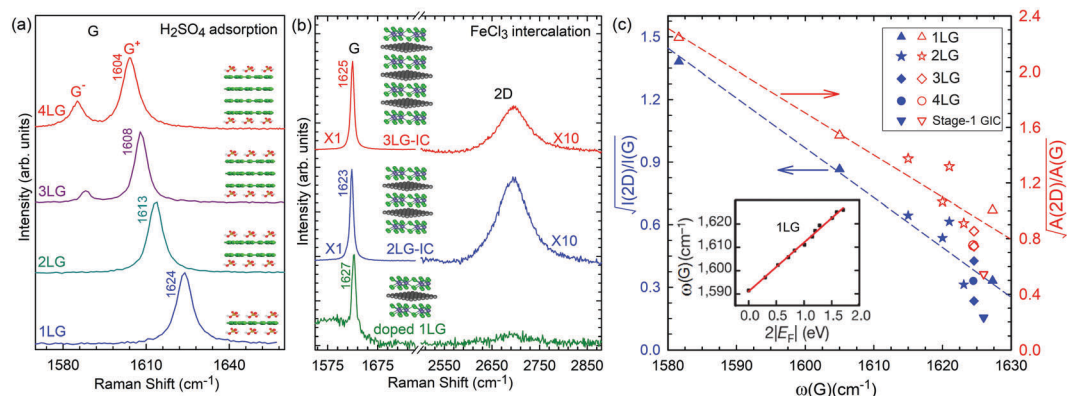 (a)
G
H₂SO₄ adsorption
1604
G⁺
G⁻
4LG
1608
3LG
1613
2LG
1624
1LG
Intensity (arb. units)
1580 1610 1640
Raman Shift (cm⁻¹)
(b)
G
FeCl₃ intercalation
1625
2D
X1
3LG-IC
X10
1623
X1
2LG-IC
X10
1627
doped 1LG
Intensity (arb. units)
1575 1675 2550 2650 2750 2850
Raman Shift (cm⁻¹)
(c)
1LG
2LG
3LG
4LG
Stage-1 GIC
√I(2D)/I(G)
1.5
1.2
0.9
0.6
0.3
0.0
√A(2D)/A(G)
2.4
2.0
1.6
1.2
0.8
0.4
0.0
1LG
ω(G)(cm⁻¹)
1,620
1,610
1,600
1,590
0.0 0.5 1.0 1.5
2|E_F| (eV)
1580 1590 1600 1610 1620 1630
ω(G)(cm⁻¹)